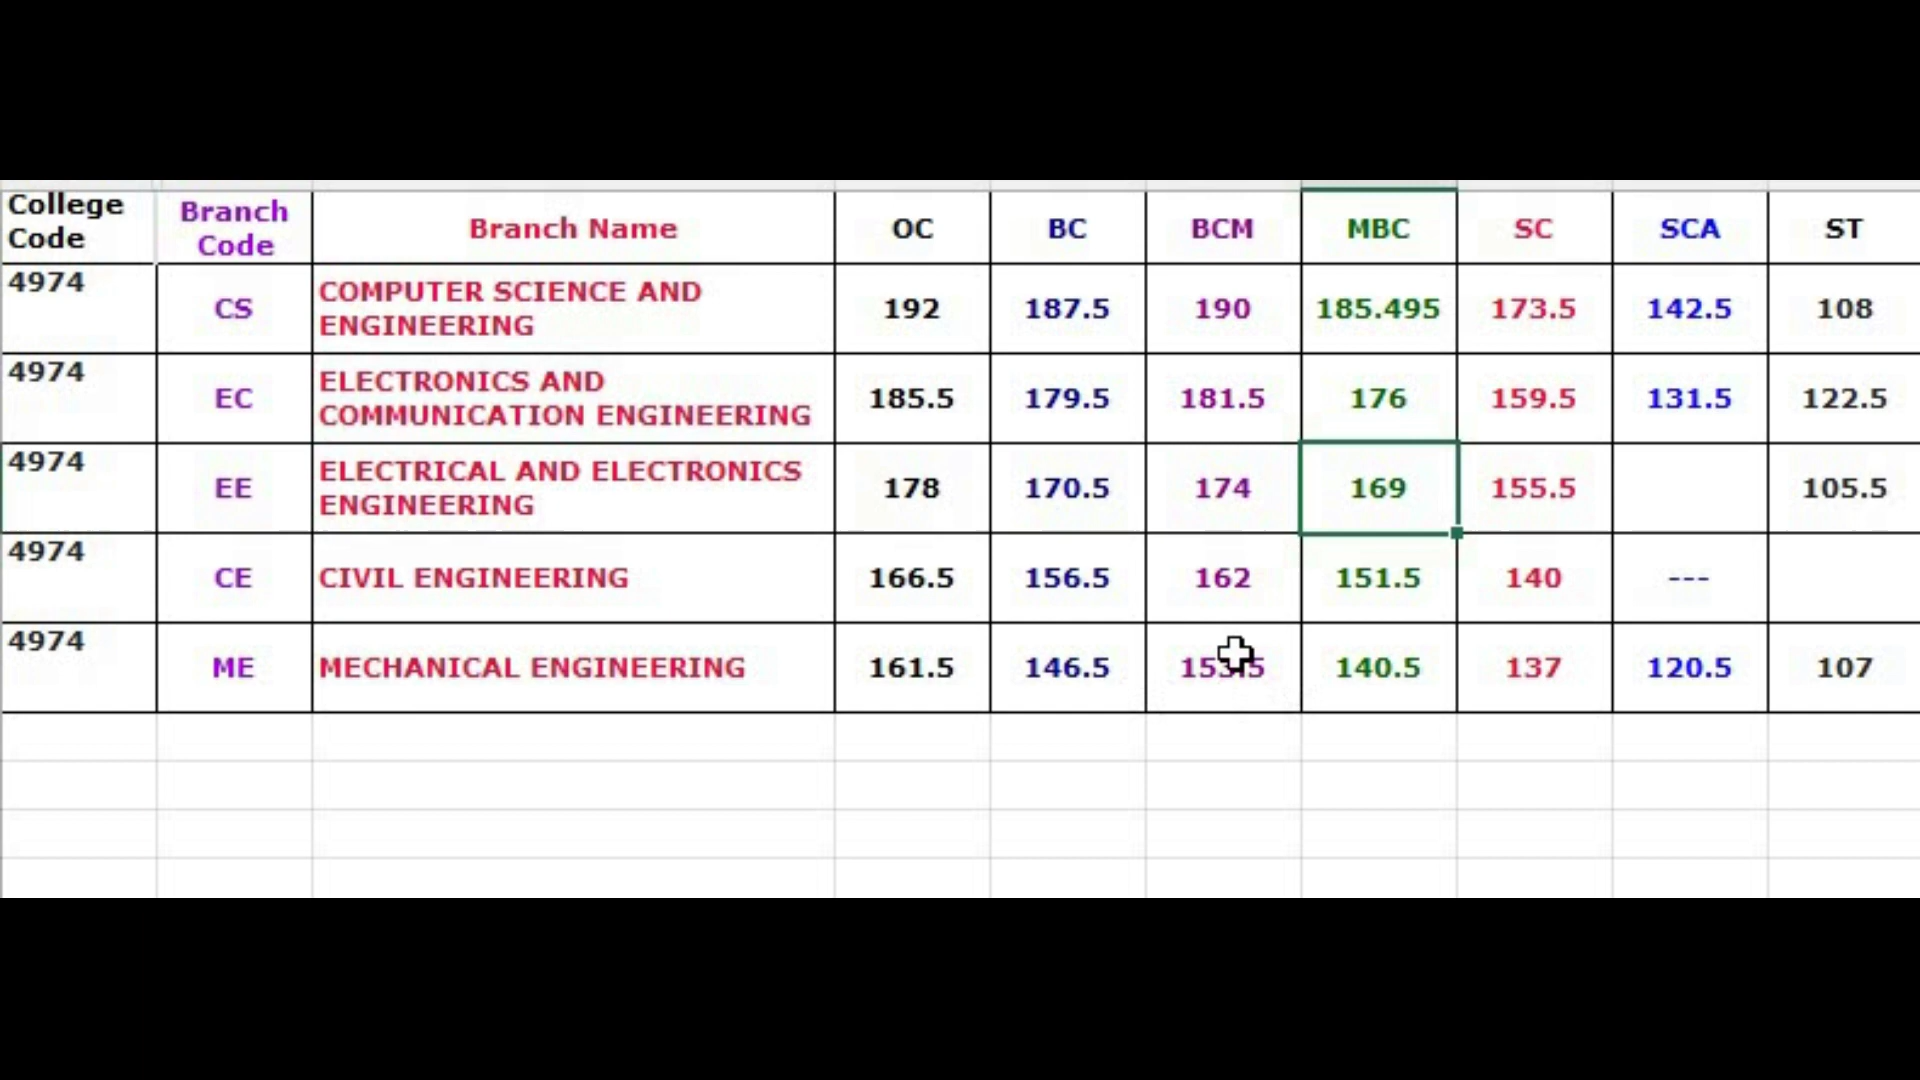 College Code Branch Code Branch Name OC BC BCM MBC SC SCA ST
4974 CS COMPUTER SCIENCE AND ENGINEERING 192 187.5 190 185.495 173.5 142.5 108
4974 EC ELECTRONICS AND COMMUNICATION ENGINEERING 185.5 179.5 181.5 176 159.5 131.5 122.5
4974 EE ELECTRICAL AND ELECTRONICS ENGINEERING 178 170.5 174 169 155.5 105.5
4974 CE CIVIL ENGINEERING 166.5 156.5 162 151.5 140 ---
4974 ME MECHANICAL ENGINEERING 161.5 146.5 140.5 137 120.5 107